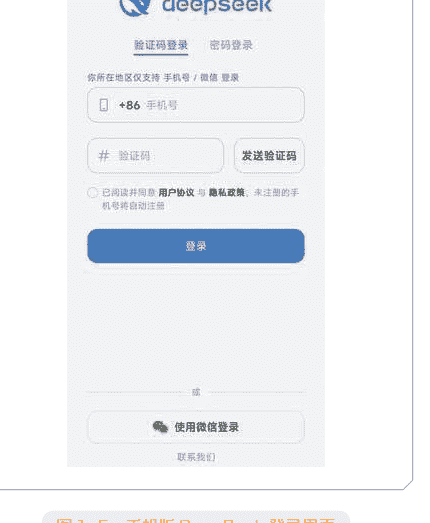 deepseek
验证码登录 密码登录
你所在地区仅支持 手机号 / 微信 登录
+86 手机号
# 验证码 发送验证码
已阅读并同意 用户协议 与 隐私政策，未注册的手
机号将自动注册
登录
或
使用微信登录
联系我们